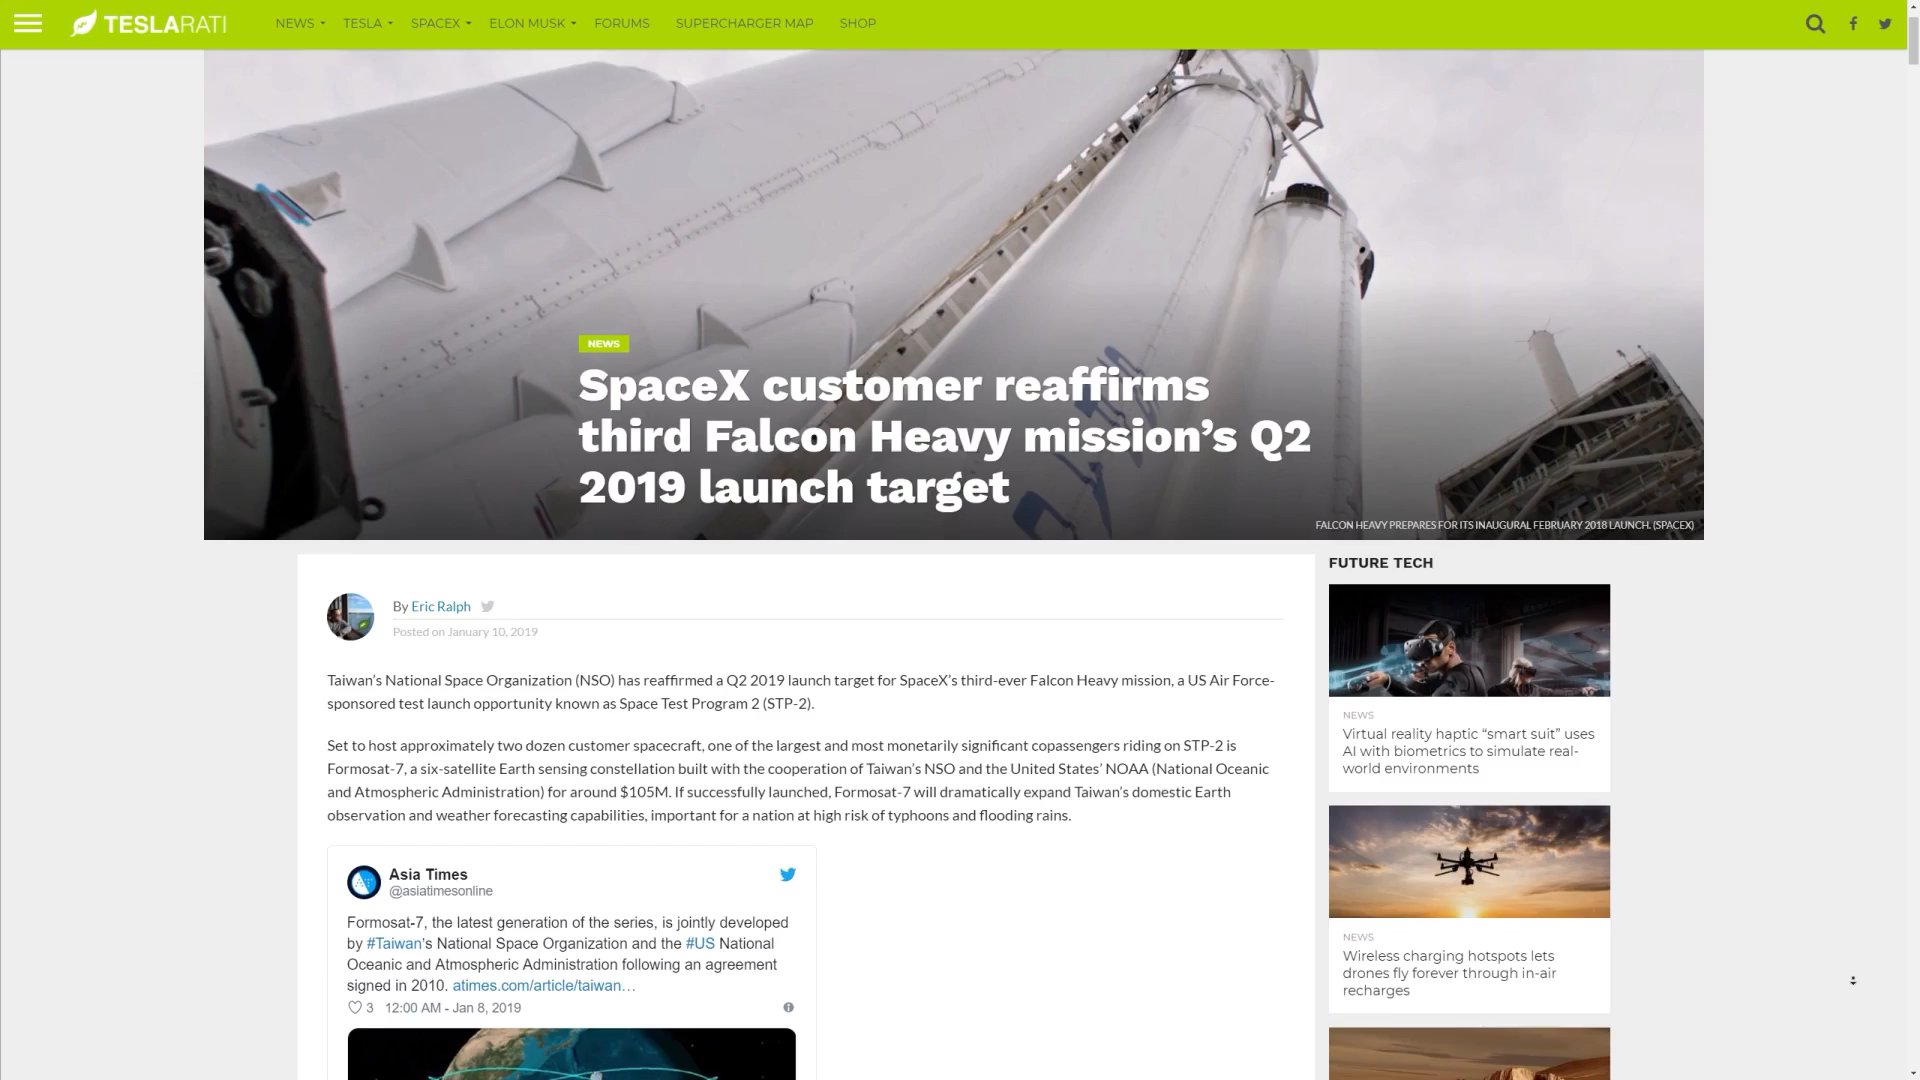 TESLARATI
NEWS TESLA SPACEX ELON MUSK FORUMS SUPERCHARGER MAP SHOP
NEWS
SpaceX customer reaffirms
third Falcon Heavy mission’s Q2
2019 launch target
FALCON HEAVY PREPARES FOR ITS INAUGURAL FEBRUARY 2018 LAUNCH. (SPACEX)
By Eric Ralph
Posted on January 10, 2019
Taiwan’s National Space Organization (NSO) has reaffirmed a Q2 2019 launch target for SpaceX’s third-ever Falcon Heavy mission, a US Air Force-
sponsored test launch opportunity known as Space Test Program 2 (STP-2).
Set to host approximately two dozen customer spacecraft, one of the largest and most monetarily significant copassengers riding on STP-2 is
Formosat-7, a six-satellite Earth sensing constellation built with the cooperation of Taiwan’s NSO and the United States’ NOAA (National Oceanic
and Atmospheric Administration) for around $105M. If successfully launched, Formosat-7 will dramatically expand Taiwan’s domestic Earth
observation and weather forecasting capabilities, important for a nation at high risk of typhoons and flooding rains.
Asia Times
@asiatimesonline
Formosat-7, the latest generation of the series, is jointly developed
by #Taiwan’s National Space Organization and the #US National
Oceanic and Atmospheric Administration following an agreement
signed in 2010. atimes.com/article/taiwan…
3 12:00 AM - Jan 8, 2019
FUTURE TECH
NEWS
Virtual reality haptic “smart suit” uses
AI with biometrics to simulate real-
world environments
NEWS
Wireless charging hotspots lets
drones fly forever through in-air
recharges